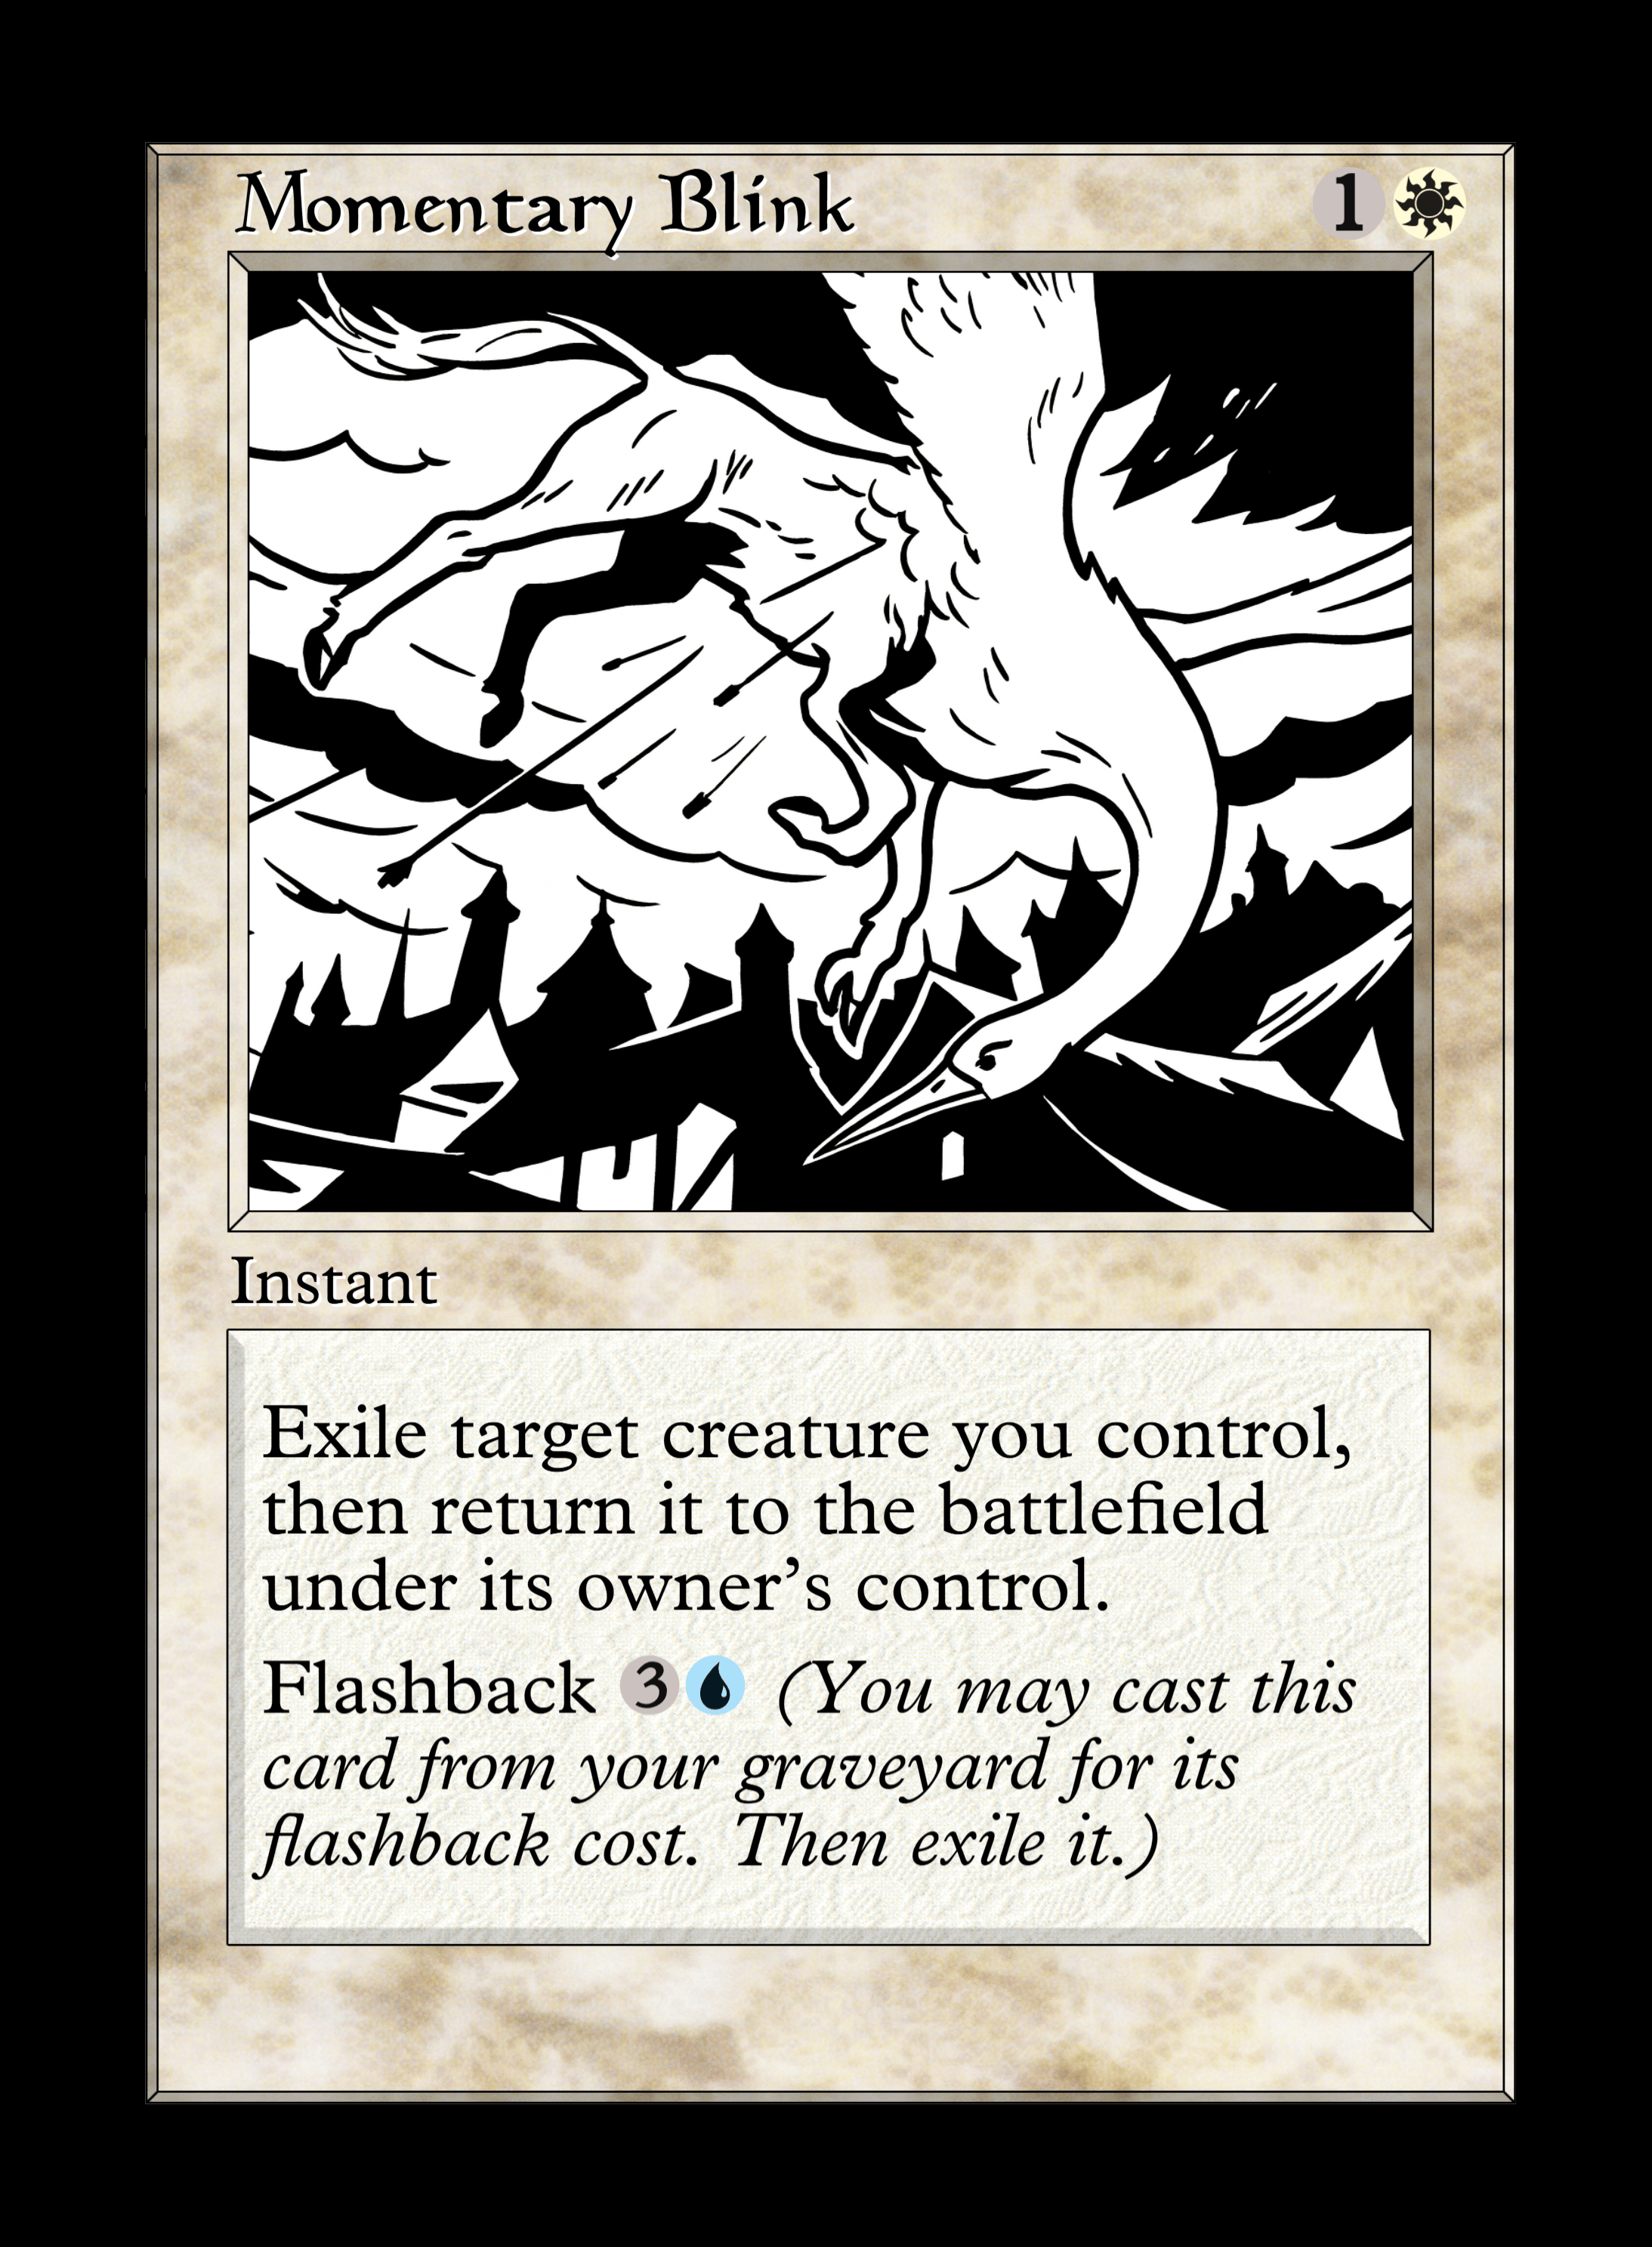 Momentary Blink 1
Instant
Exile target creature you control,
then return it to the battlefield
under its owner’s control.
Flashback 3 (You may cast this
card from your graveyard for its
flashback cost. Then exile it.)